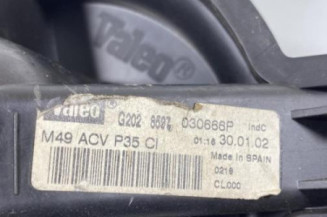 Valeo
Valeo G202 6597 030666P indC
M49 ACV P35 CI 01:18 30.01.02
Made in SPAIN
0218
CL000